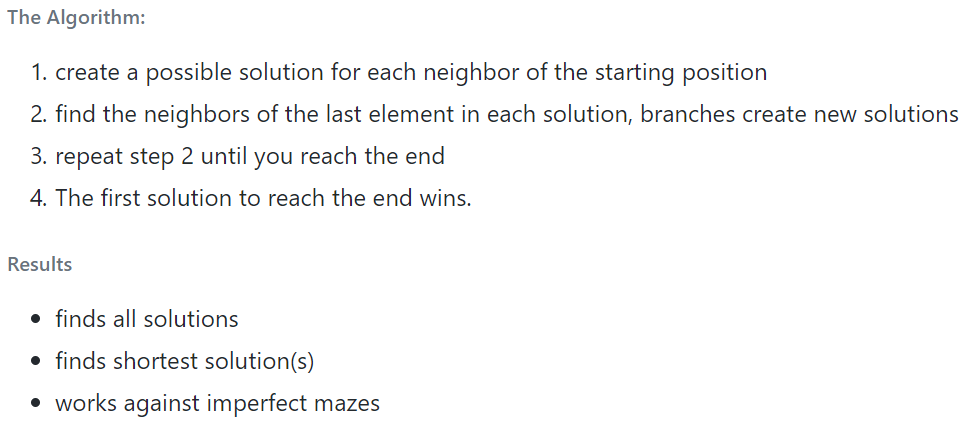 The Algorithm:
1. create a possible solution for each neighbor of the starting position
2. find the neighbors of the last element in each solution, branches create new solutions
3. repeat step 2 until you reach the end
4. The first solution to reach the end wins.
Results
• finds all solutions
• finds shortest solution(s)
• works against imperfect mazes